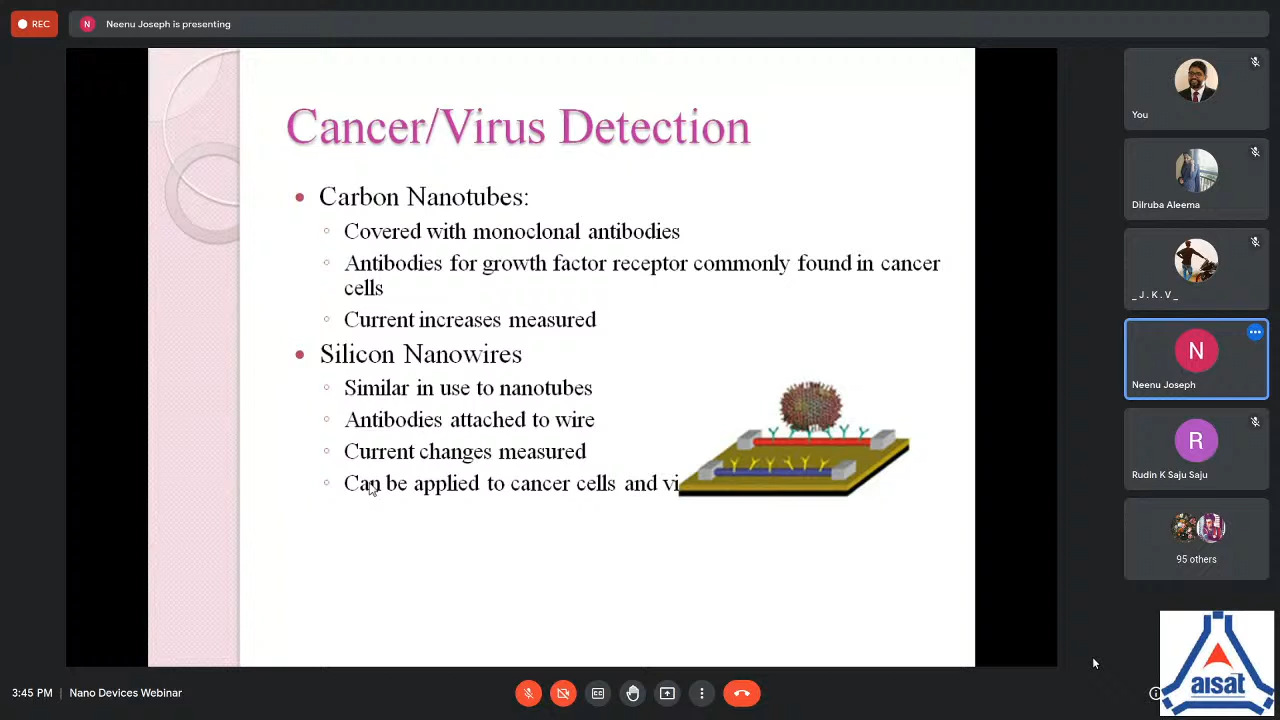 REC
N
Neenu Joseph is presenting
Cancer/Virus Detection
Carbon Nanotubes:
Covered with monoclonal antibodies
Antibodies for growth factor receptor commonly found in cancer
cells
Current increases measured
Silicon Nanowires
Similar in use to nanotubes
Antibodies attached to wire
Current changes measured
Can be applied to cancer cells and vi
You
Dilruba Aleema
_ J . K . V _
N
Neenu Joseph
R
Rudin K Saju Saju
95 others
3:45 PM | Nano Devices Webinar
CC
aisat